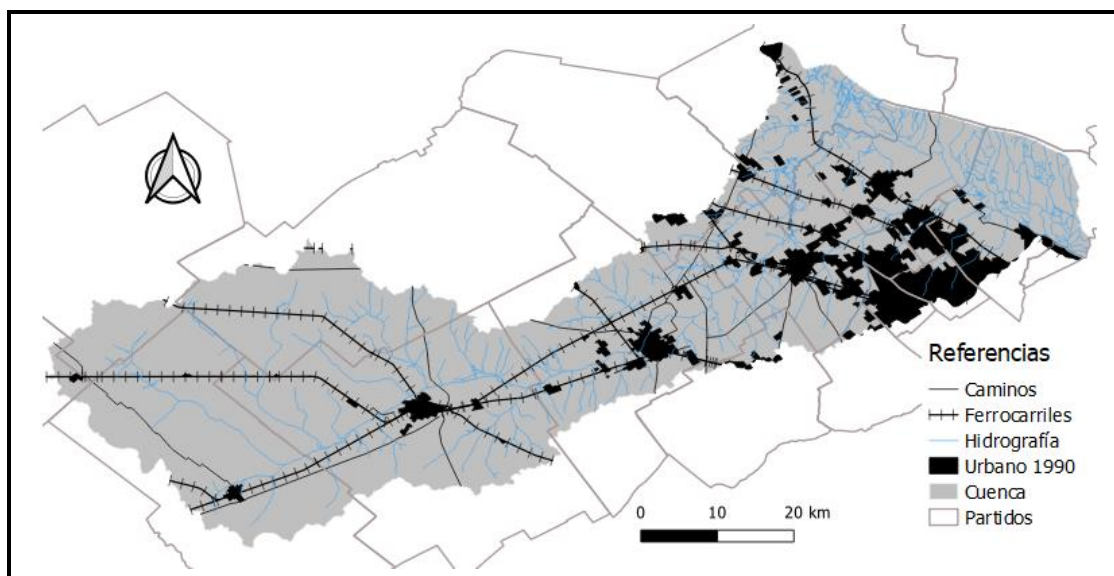 Referencias
Caminos
Ferrocarriles
Hidrografía
Urbano 1990
Cuenca
Partidos
0 10 20 km